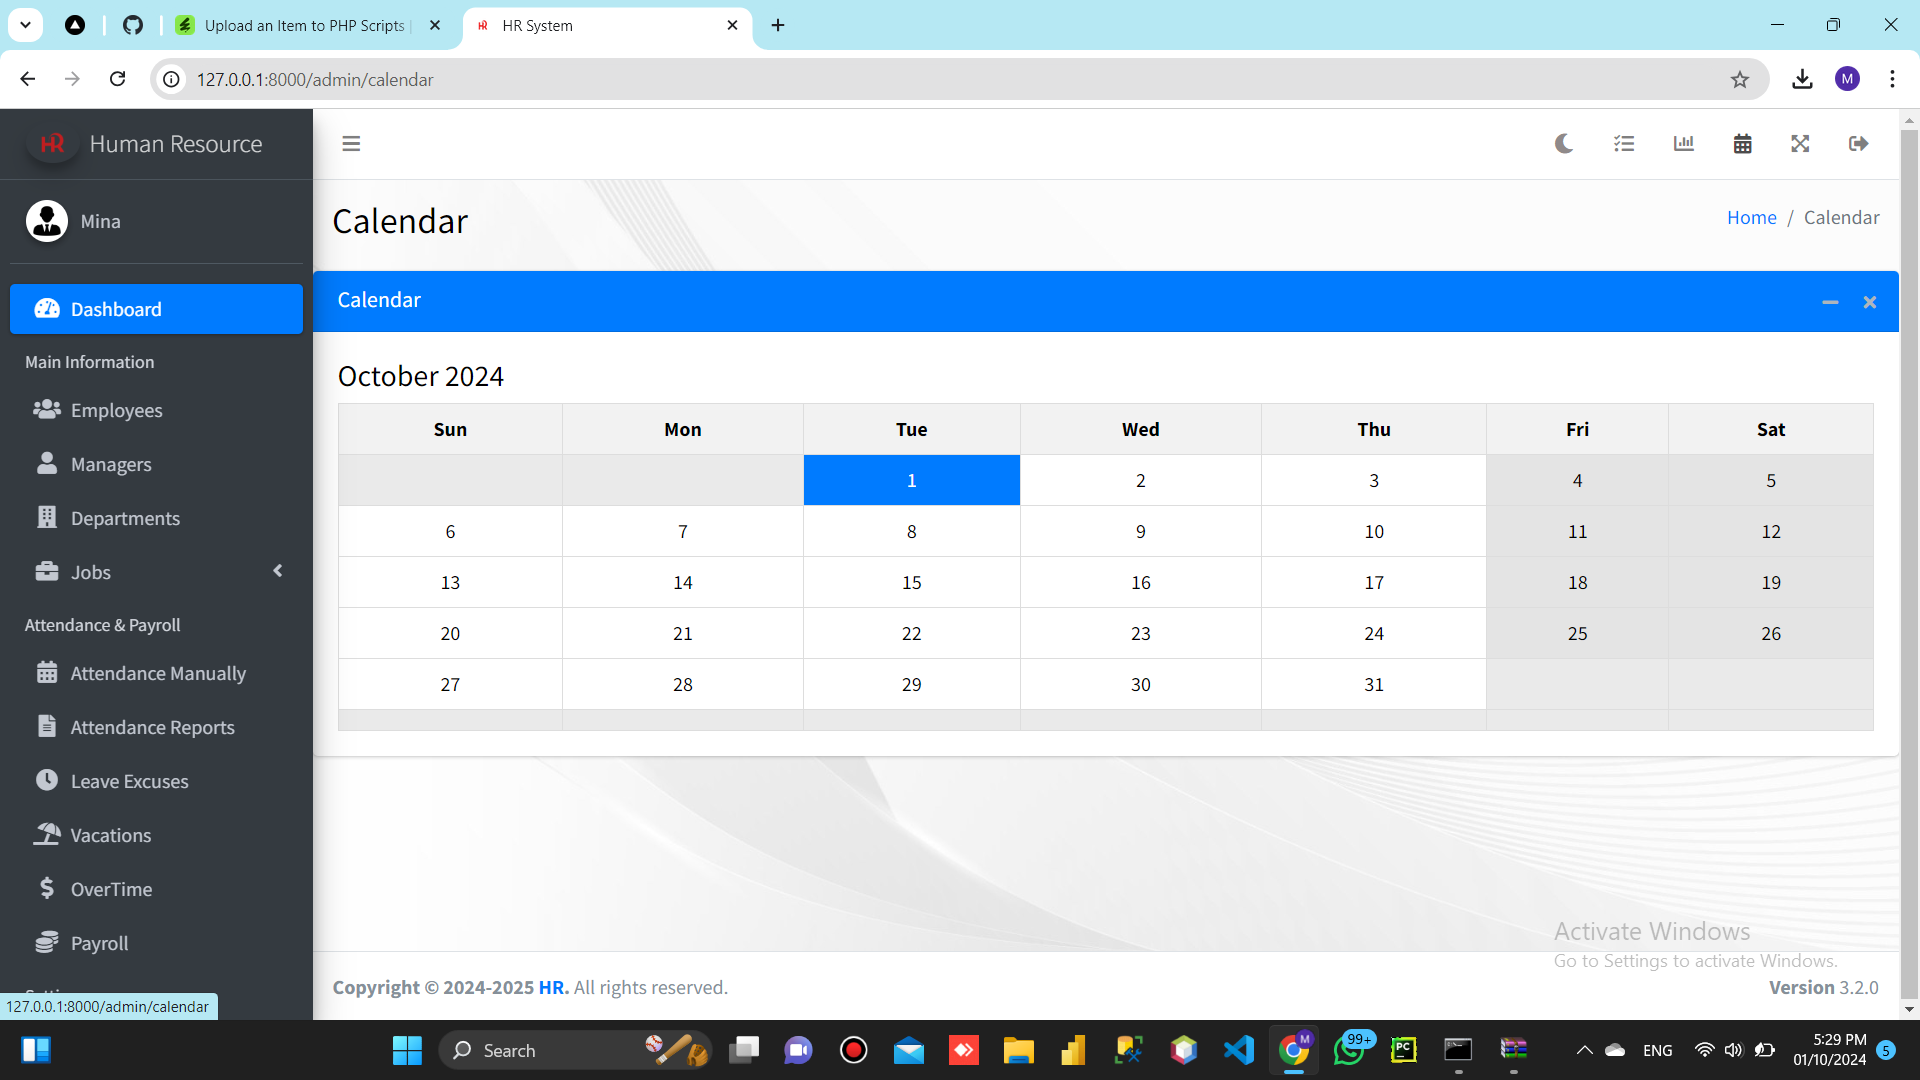 Upload an Item to PHP Scripts |
HR System
127.0.0.1:8000/admin/calendar
M
HR
Human Resource
Mina
Dashboard
Main Information
Employees
Managers
Departments
Jobs
Attendance & Payroll
Attendance Manually
Attendance Reports
Leave Excuses
Vacations
OverTime
Payroll
127.0.0.1:8000/admin/calendar
Calendar
Home / Calendar
Calendar
October 2024
Sun Mon Tue Wed Thu Fri Sat
1 2 3 4 5
6 7 8 9 10 11 12
13 14 15 16 17 18 19
20 21 22 23 24 25 26
27 28 29 30 31
Activate Windows
Go to Settings to activate Windows.
Copyright © 2024-2025 HR. All rights reserved.
Version 3.2.0
Search
M
99+
PC
ENG
5:29 PM
01/10/2024
5